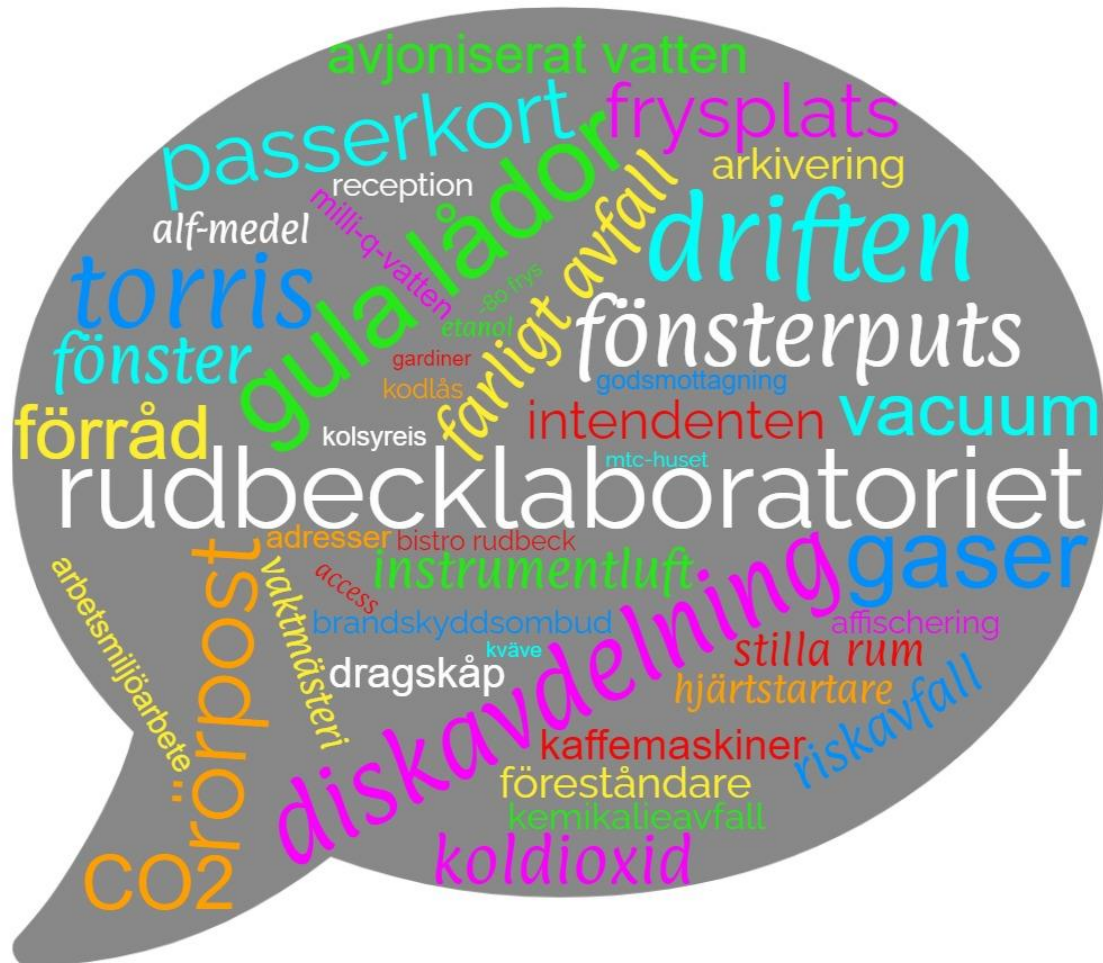 avjoniserat vatten
passerkort
frysplats
reception
arkivering
alf-medel
milli-q-vatten
gula lådor
farligt avfall
driften
torris
-80 frys
etanol
fönsterputs
fönster
gardiner
kodlås
godsmottagning
förråd
kolsyreis
intendenten
vacuum
mtc-huset
rudbecklaboratoriet
adresser
bistro rudbeck
rörpost
vaktmästeri
access
instrumentluft
gaser
arbetsmiljöarbete
brandskyddsombud
diskavdelning
affischering
kväve
stilla rum
dragskåp
hjärtstartare
riskavfall
kaffemaskiner
föreståndare
kemikalieavfall
koldioxid
CO2